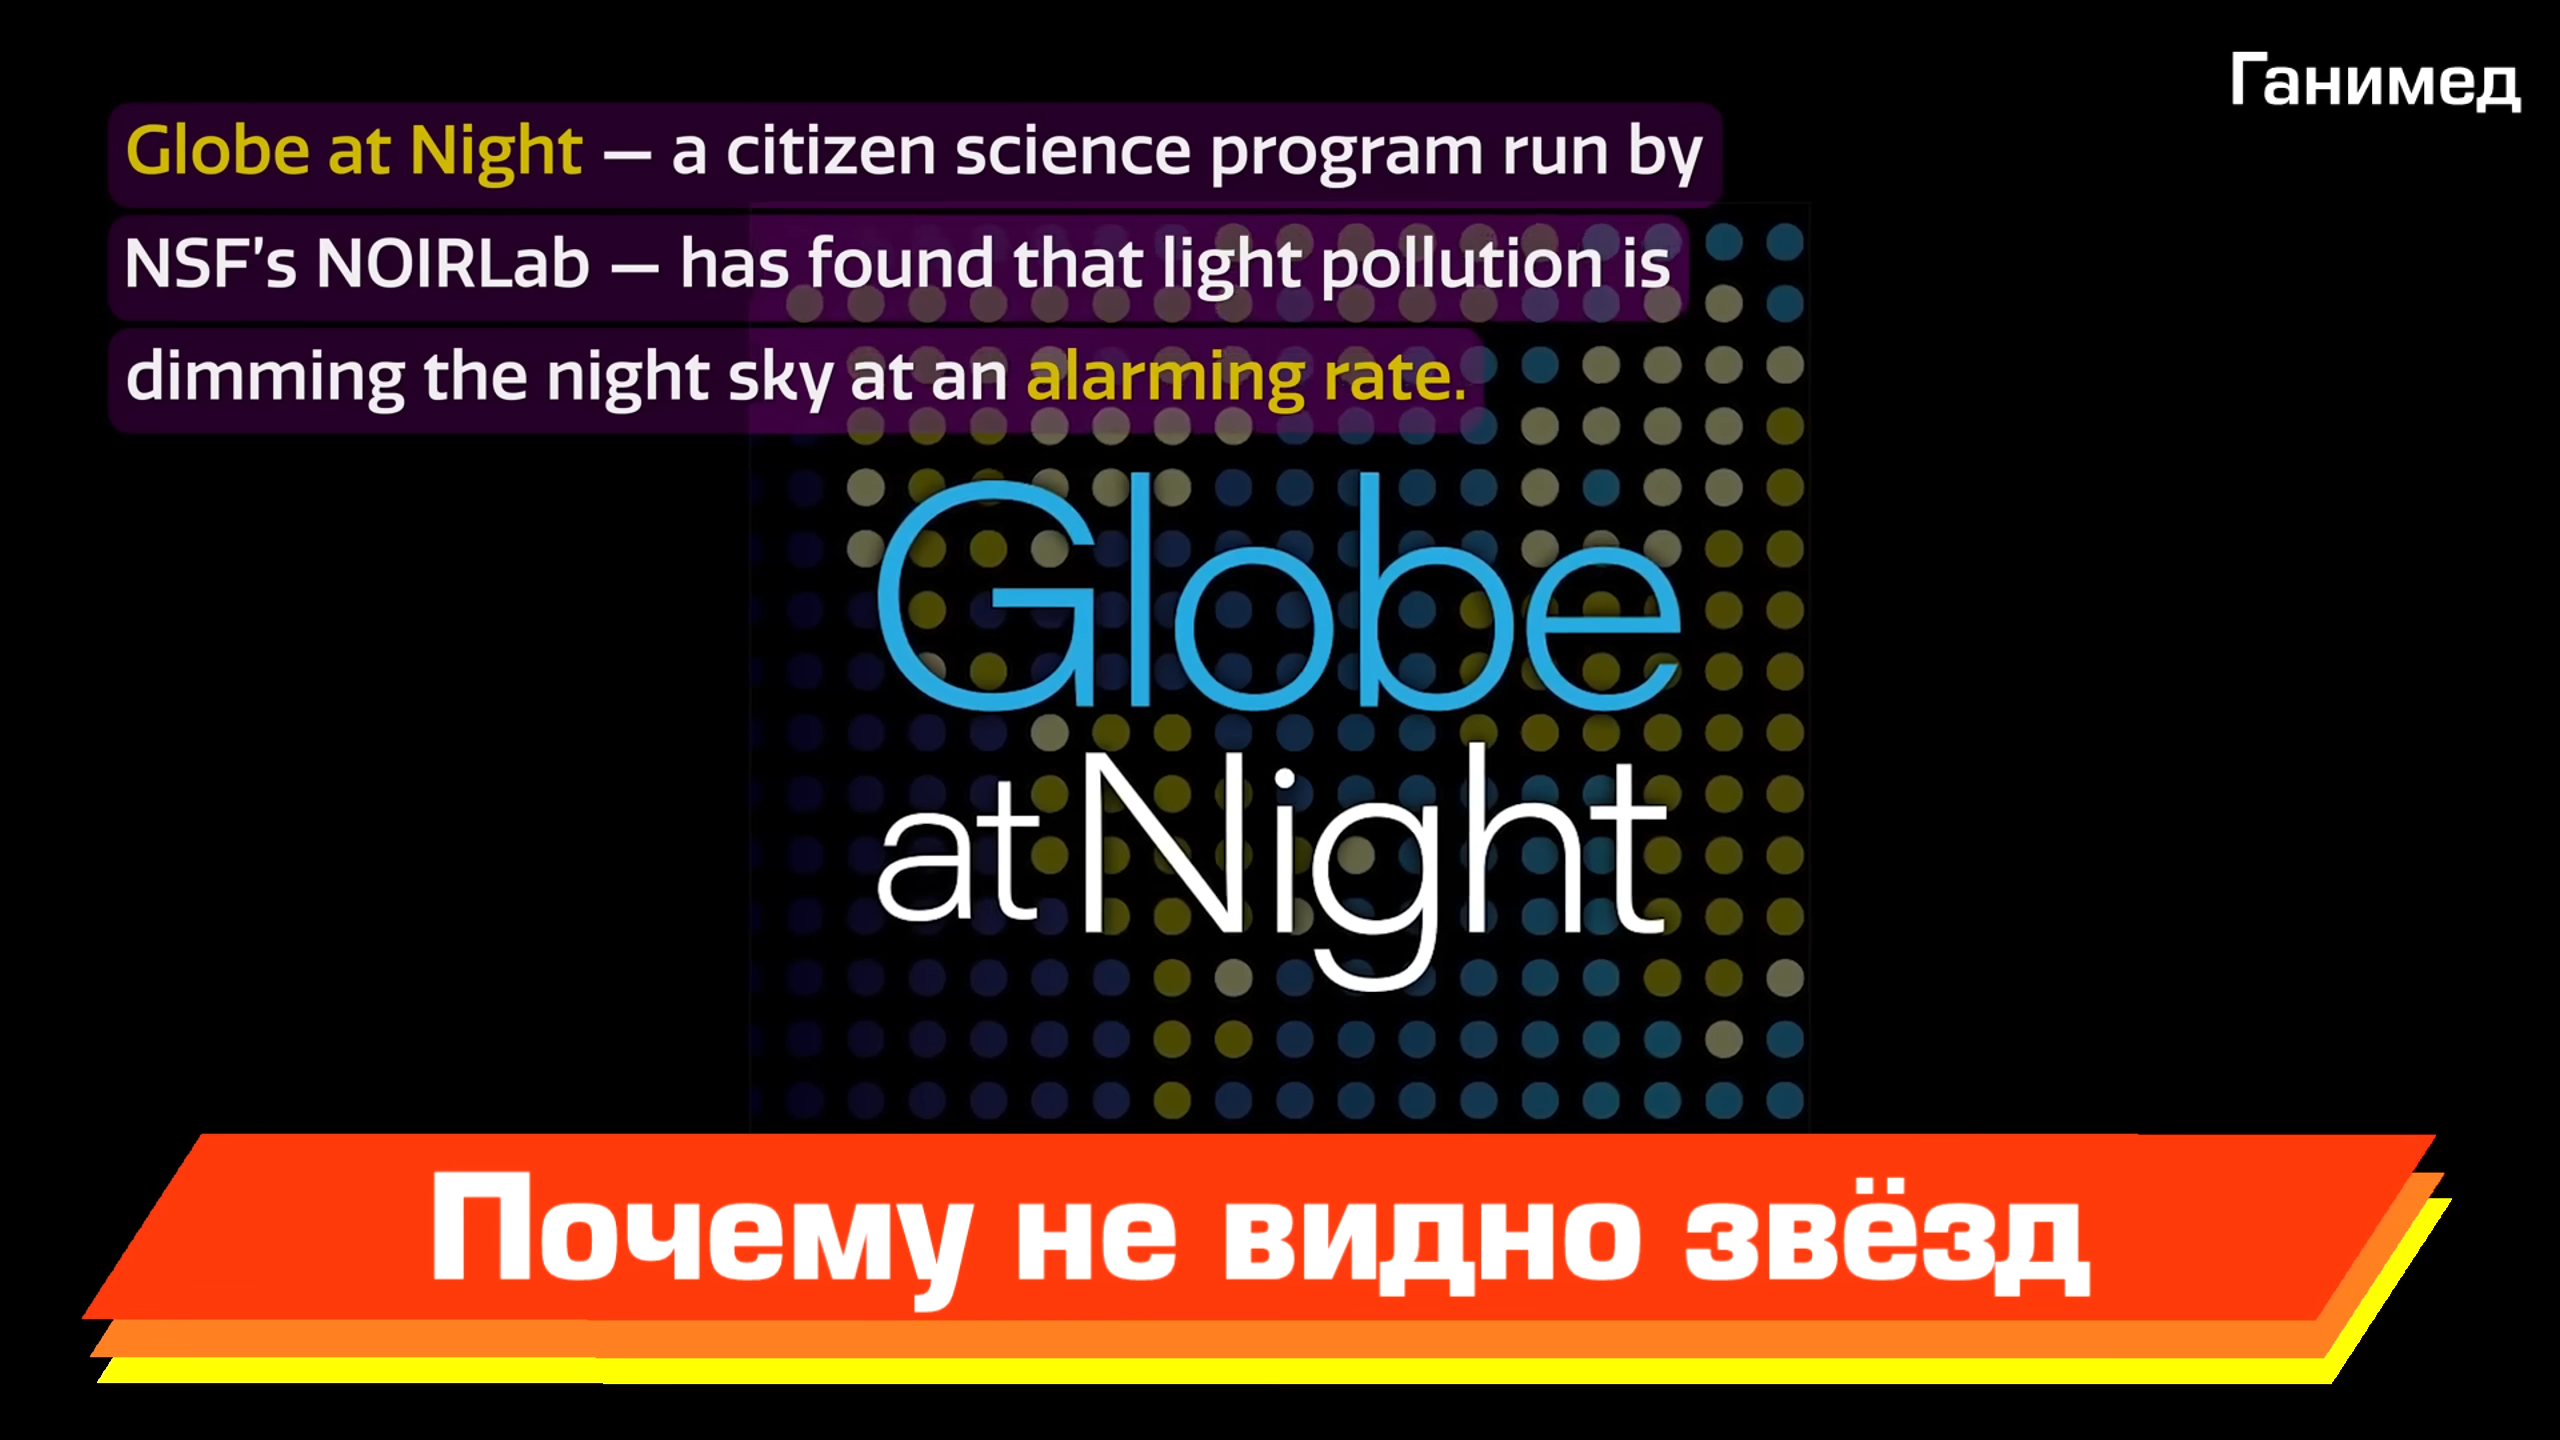 Ганимед
Globe at Night — a citizen science program run by
NSF’s NOIRLab — has found that light pollution is
dimming the night sky at an alarming rate.
Globe
at Night
Почему не видно звёзд